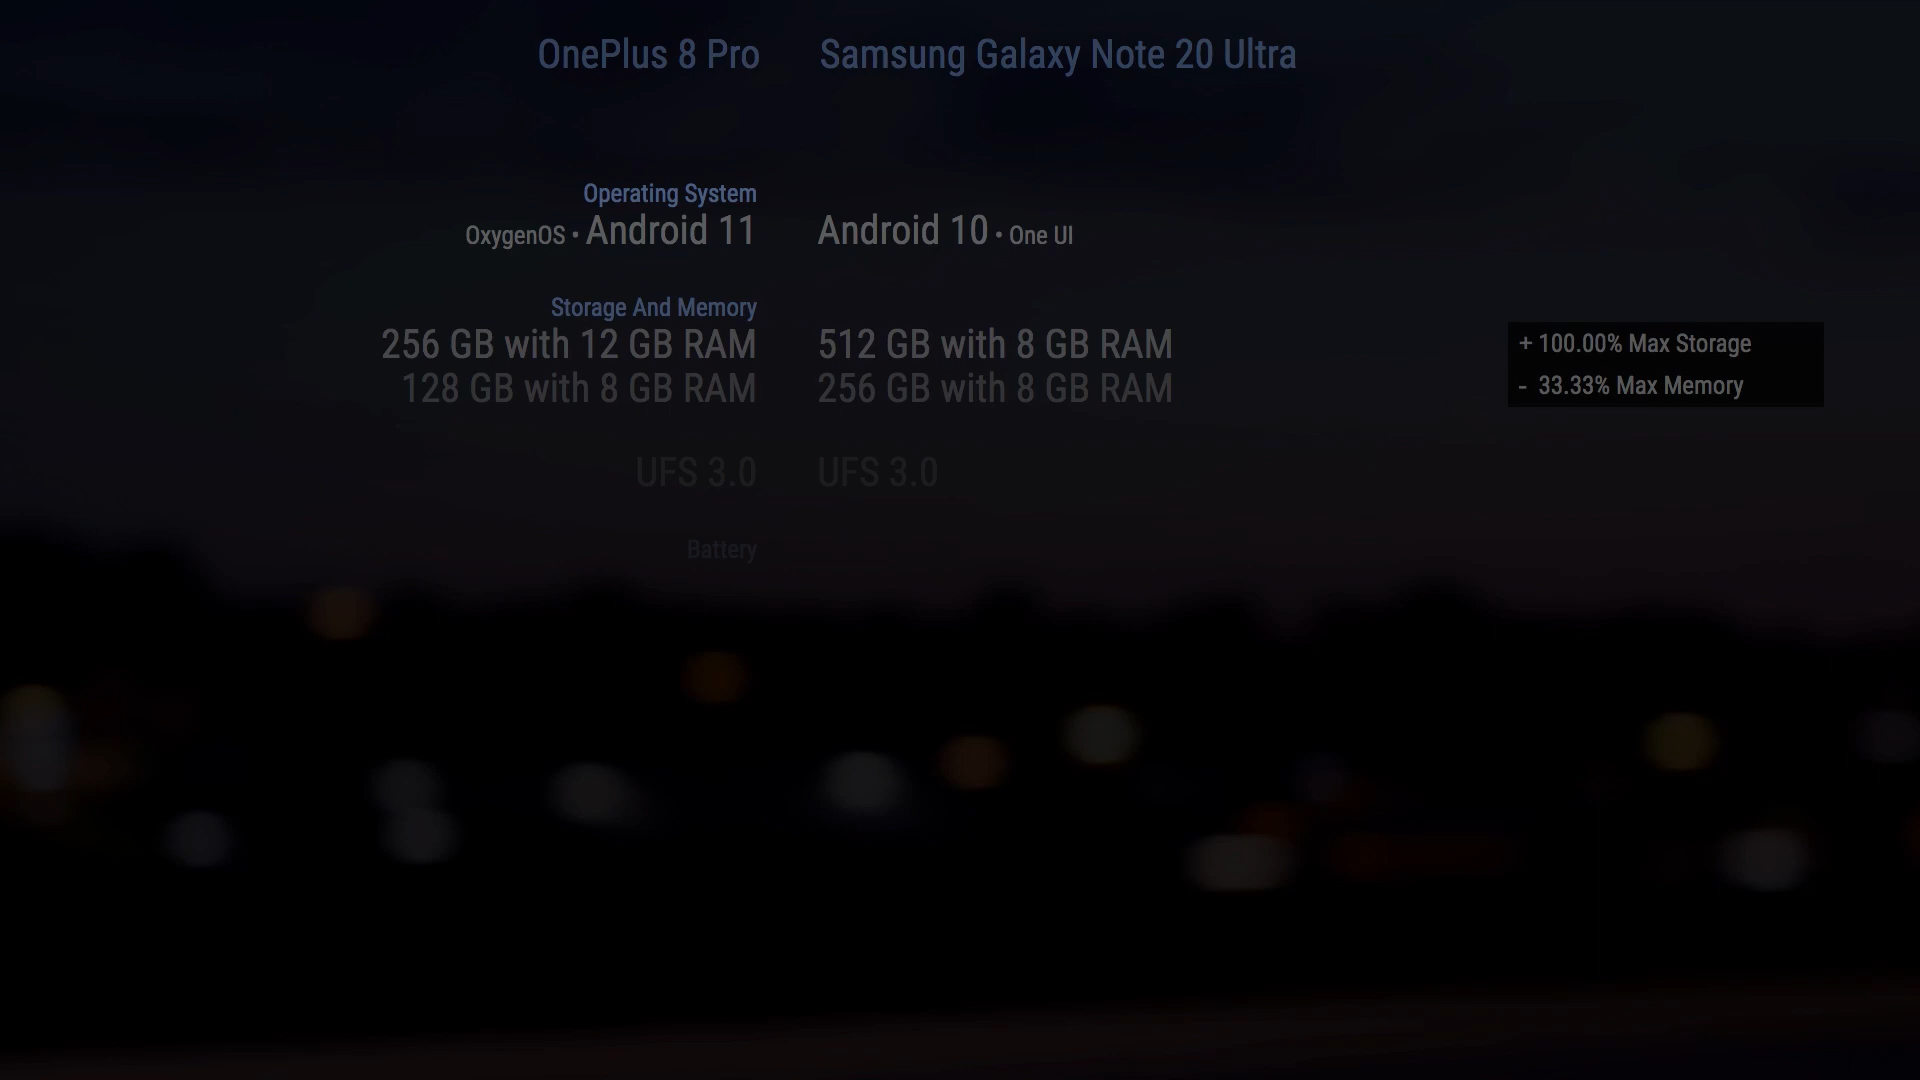 OnePlus 8 Pro
Samsung Galaxy Note 20 Ultra
Operating System
OxygenOS • Android 11
Android 10 • One UI
Storage And Memory
256 GB with 12 GB RAM
512 GB with 8 GB RAM
+ 100.00% Max Storage
128 GB with 8 GB RAM
256 GB with 8 GB RAM
- 33.33% Max Memory
UFS 3.0
UFS 3.0
Battery